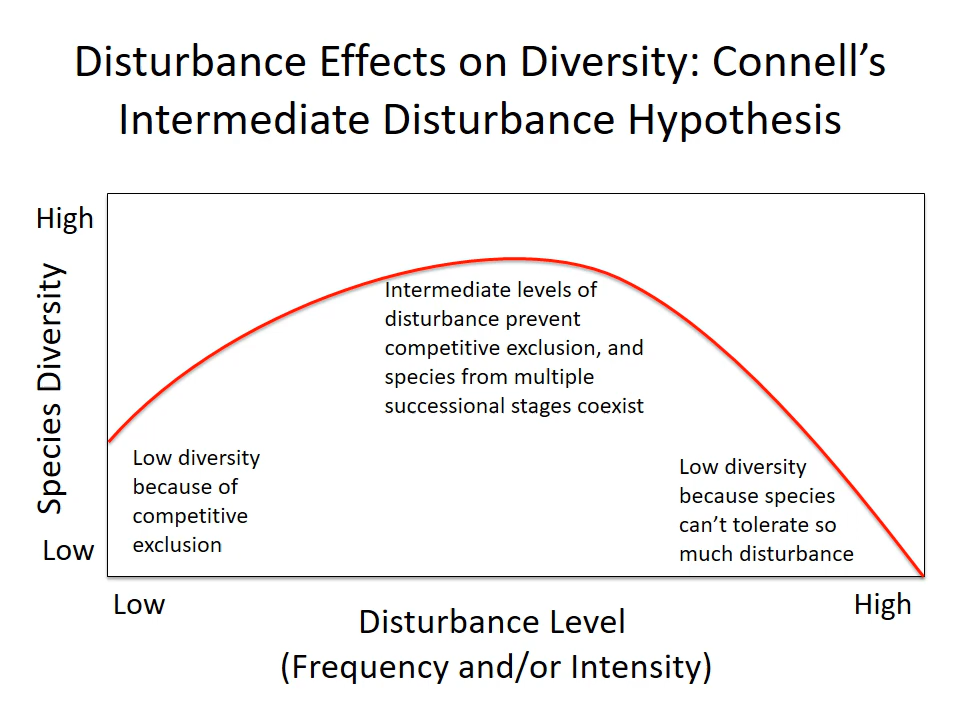 Disturbance Effects on Diversity: Connell’s
Intermediate Disturbance Hypothesis
High
Species Diversity
Low
Intermediate levels of
disturbance prevent
competitive exclusion, and
species from multiple
successional stages coexist
Low diversity
because of
competitive
exclusion
Low diversity
because species
can’t tolerate so
much disturbance
Low
High
Disturbance Level
(Frequency and/or Intensity)